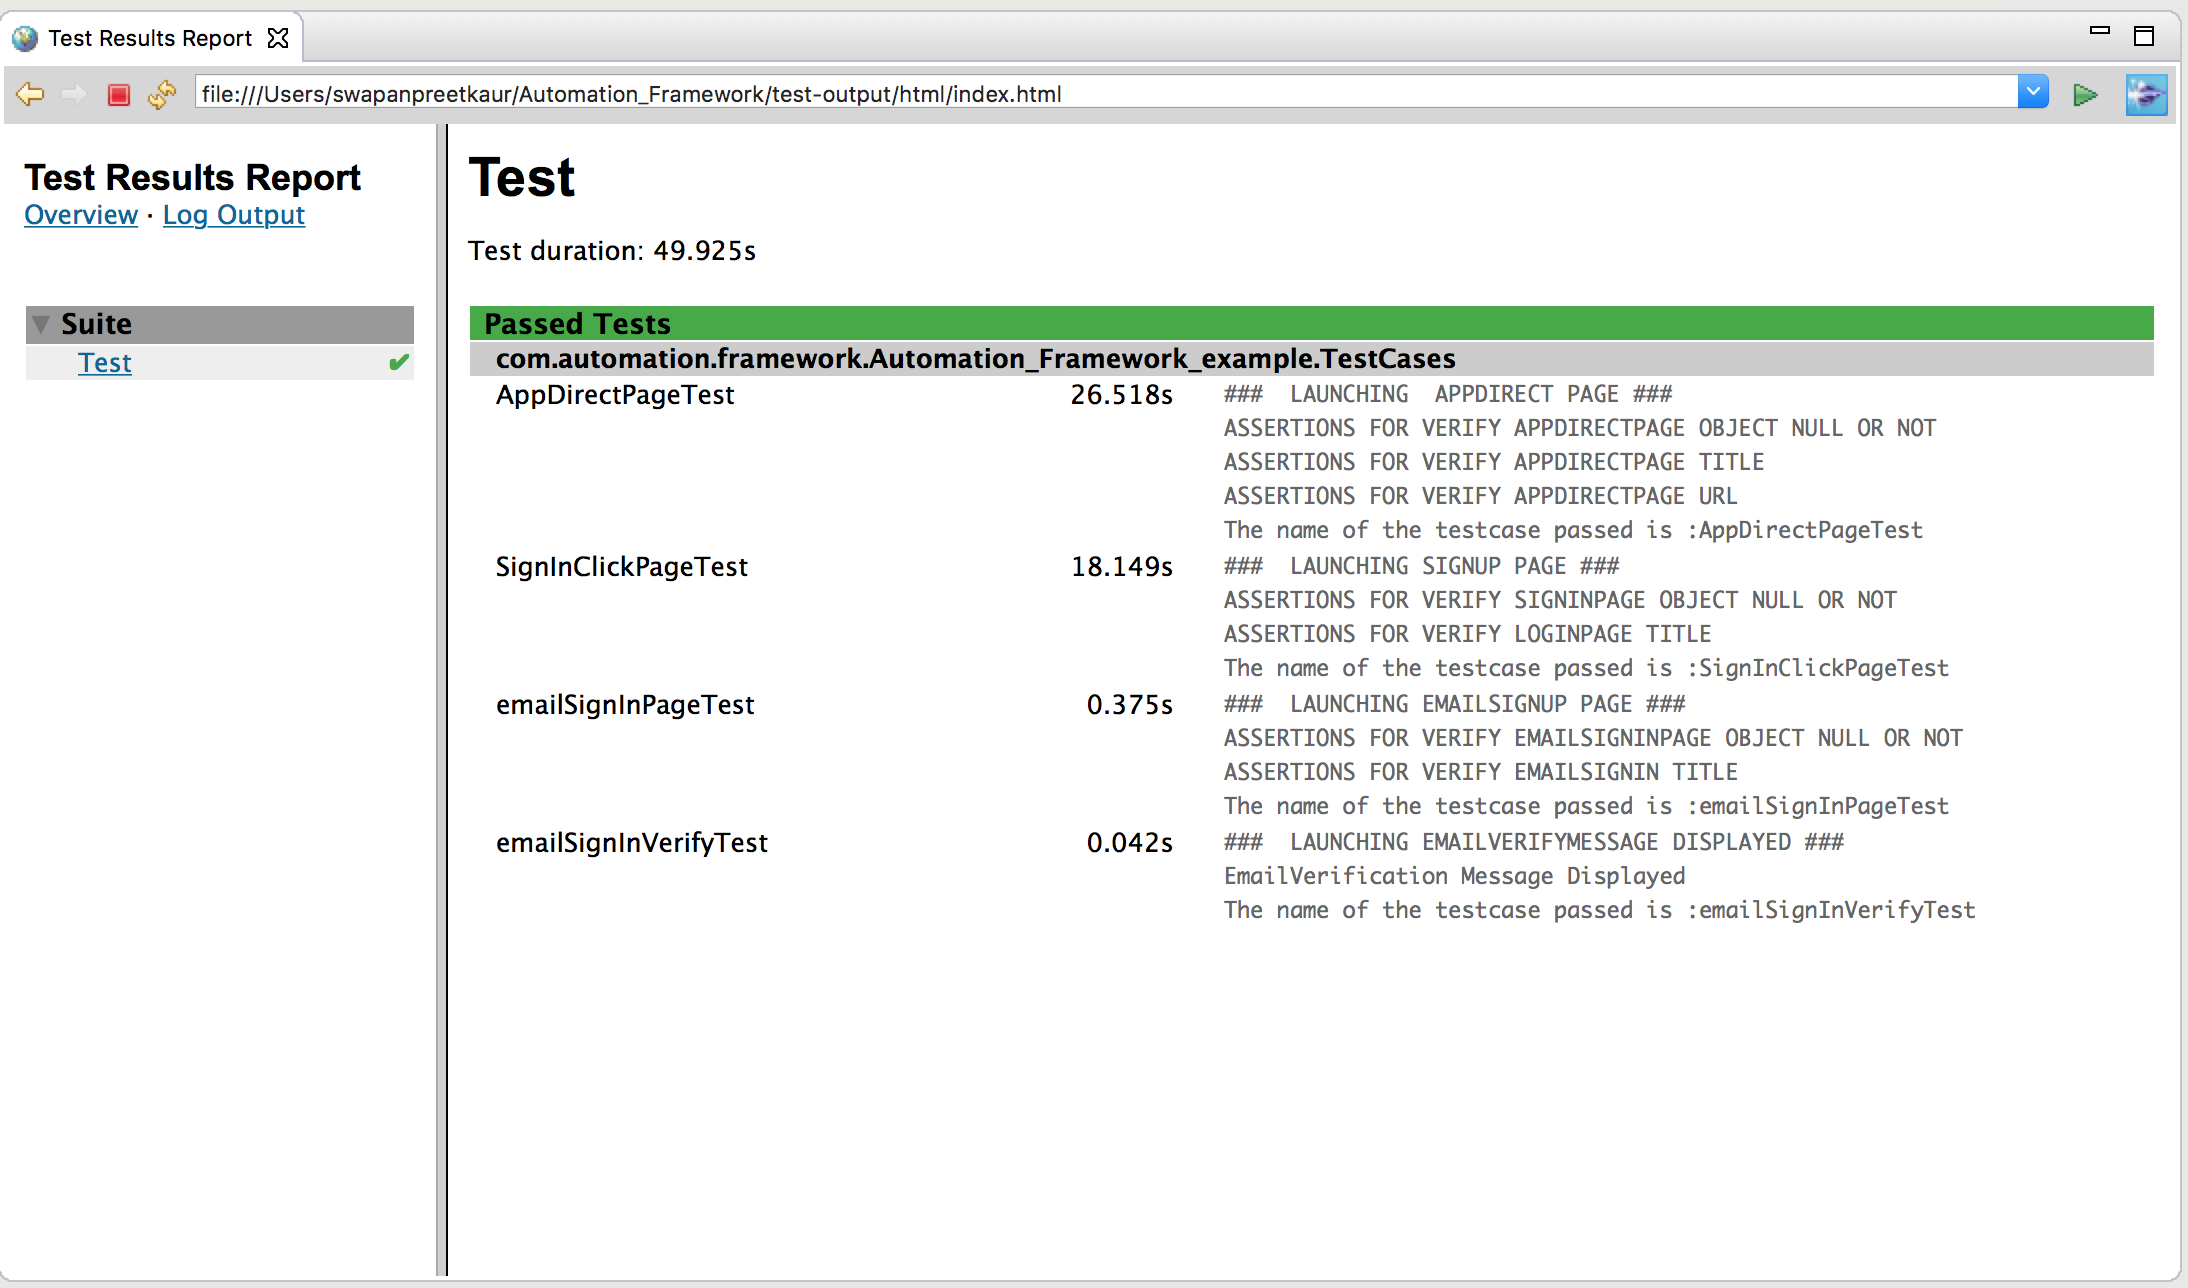 Test Results Report
file:///Users/swapanpreetkaur/Automation_Framework/test-output/html/index.html
Test Results Report
Overview · Log Output
Suite
Test ✔
Test
Test duration: 49.925s
Passed Tests
com.automation.framework.Automation_Framework_example.TestCases
AppDirectPageTest 26.518s ### LAUNCHING APPDIRECT PAGE ###
ASSERTIONS FOR VERIFY APPDIRECTPAGE OBJECT NULL OR NOT
ASSERTIONS FOR VERIFY APPDIRECTPAGE TITLE
ASSERTIONS FOR VERIFY APPDIRECTPAGE URL
The name of the testcase passed is :AppDirectPageTest
SignInClickPageTest 18.149s ### LAUNCHING SIGNUP PAGE ###
ASSERTIONS FOR VERIFY SIGNINPAGE OBJECT NULL OR NOT
ASSERTIONS FOR VERIFY LOGINPAGE TITLE
The name of the testcase passed is :SignInClickPageTest
emailSignInPageTest 0.375s ### LAUNCHING EMAILSIGNUP PAGE ###
ASSERTIONS FOR VERIFY EMAILSIGNINPAGE OBJECT NULL OR NOT
ASSERTIONS FOR VERIFY EMAILSIGNIN TITLE
The name of the testcase passed is :emailSignInPageTest
emailSignInVerifyTest 0.042s ### LAUNCHING EMAILVERIFYMESSAGE DISPLAYED ###
EmailVerification Message Displayed
The name of the testcase passed is :emailSignInVerifyTest